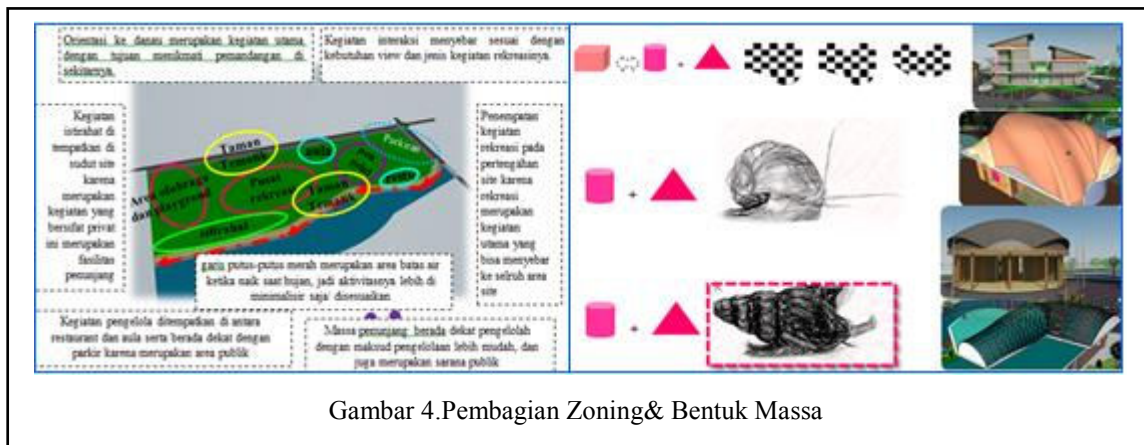 Orientasi ke danau merupakan kegiatan utama
dengan tujuan menikmati pemandangan di
sekitarnya.
Kegiatan interaksi menyebar sesuai dengan
kebutuhan view dan jenis kegiatan rekreasinya.
Kegiatan
istirahat di
tempatkan di
sudut site
karena
merupakan
kegiatan yang
bersifat privat
ini merupakan
fasilitas
penunjang
Taman
Tematik
aula
Parkiran
Area olahraga
dan playground
Pusat
rekreasi
Taman
Tematik
resto
istirahat
Penempatan
kegiatan
rekreasi pada
pertengahan
site karena
rekreasi
merupakan
kegiatan
utama yang
bisa menyebar
ke selruh area
site
garis putus-putus merah merupakan area batas air
ketika naik saat hujan, jadi aktivitasnya lebih di
minimalisir saja/ disesuaikan
Kegiatan pengelola ditempatkan di antara
restaurant dan aula serta berada dekat dengan
parkir karena merupakan area publik
Massa penunjang berada dekat pengelolah
dengan maksud pengelolaan lebih mudah, dan
juga merupakan sarana publik
+
+
+
Gambar 4.Pembagian Zoning& Bentuk Massa